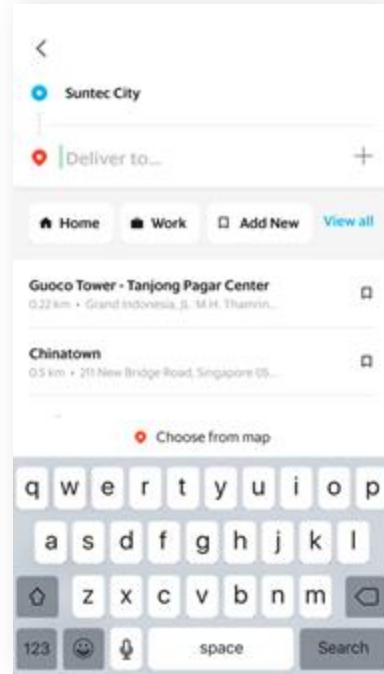 Suntec City
Deliver to...
Home Work Add New View all
Guoco Tower - Tanjong Pagar Center
0.22 km • Grand Indonesia, JL. M.H. Thamrin...
Chinatown
0.5 km • 211 New Bridge Road, Singapore 05...
Choose from map
q w e r t y u i o p
a s d f g h j k l
z x c v b n m
123 space Search